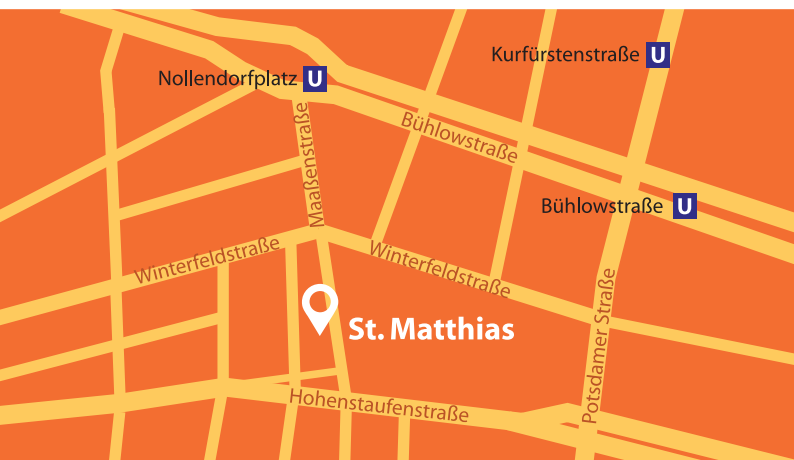 Kurfürstenstraße U
Nollendorfplatz U
Maaßenstraße
Bühlowstraße
Bühlowstraße U
Winterfeldstraße
Winterfeldstraße
St. Matthias
Potsdamer Straße
Hohenstaufenstraße